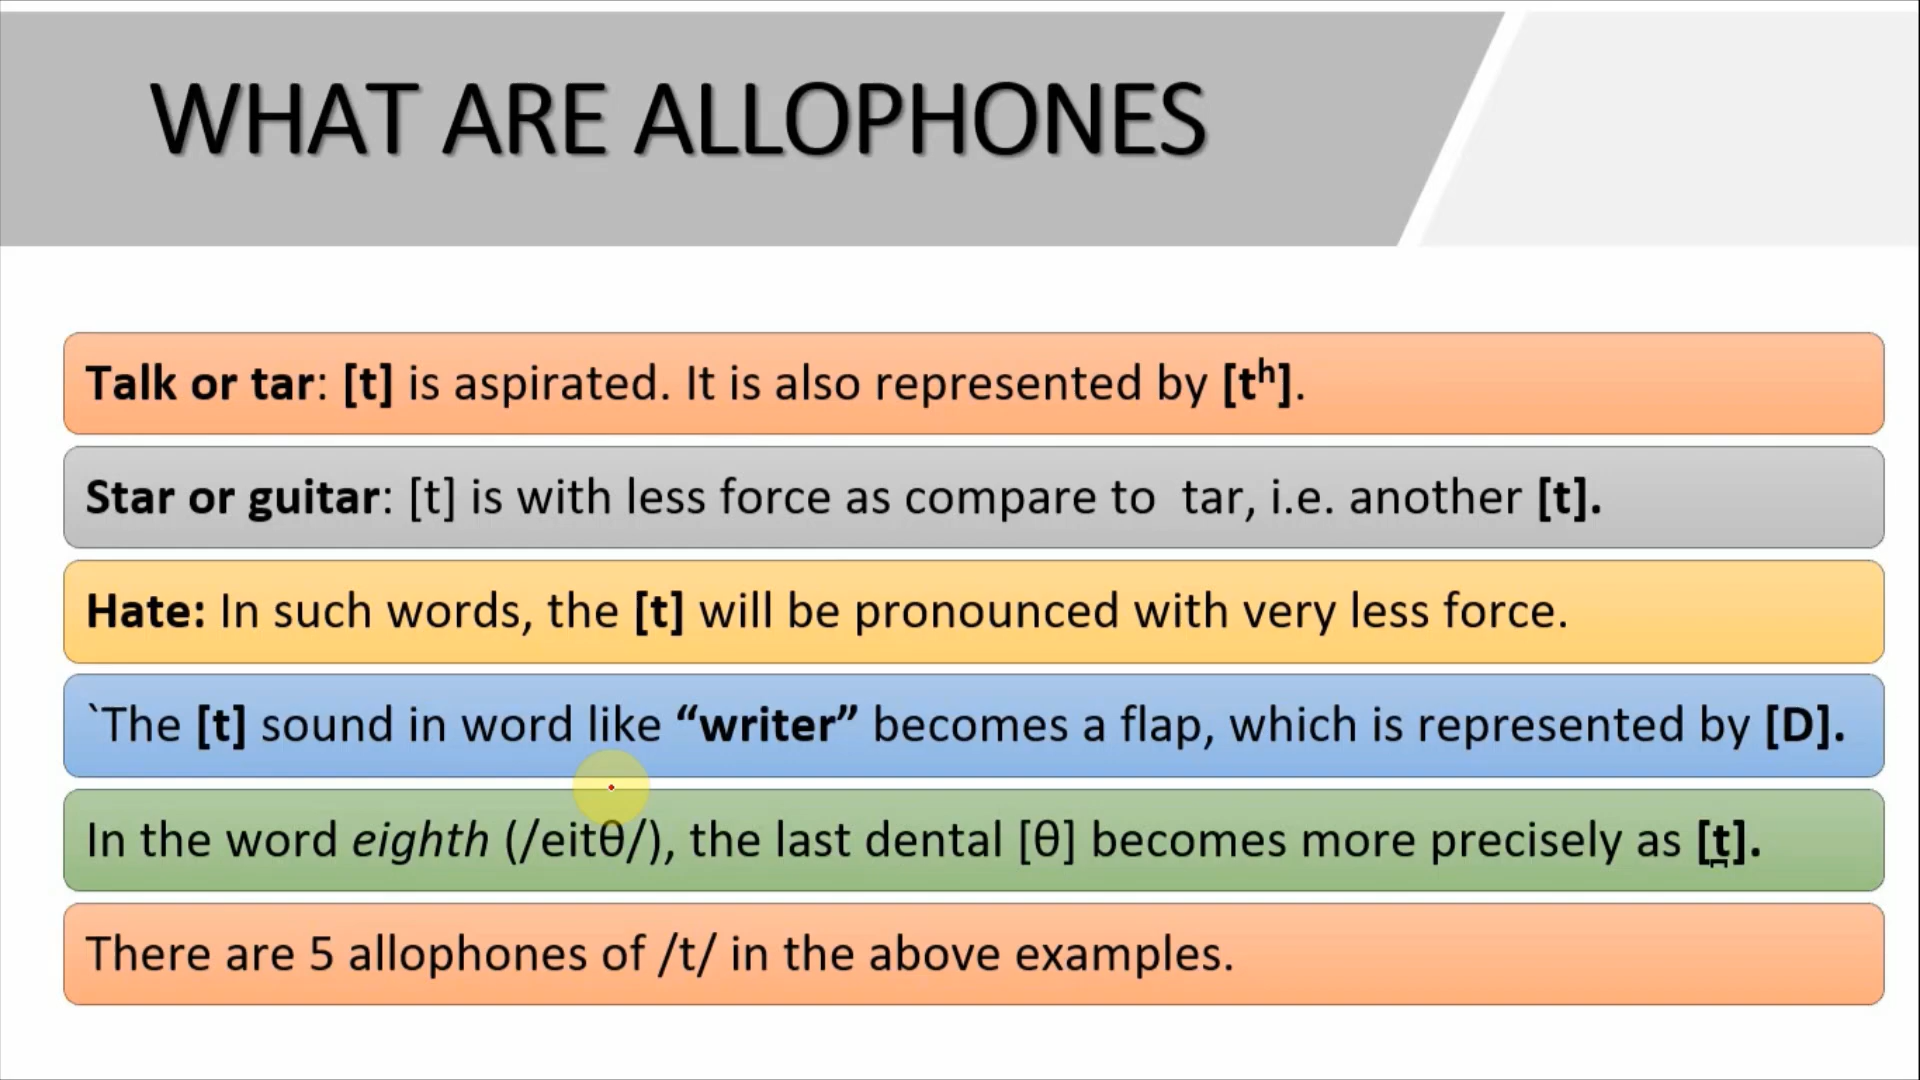 WHAT ARE ALLOPHONES
Talk or tar: [t] is aspirated. It is also represented by [tʰ].
Star or guitar: [t] is with less force as compare to  tar, i.e. another [t].
Hate: In such words, the [t] will be pronounced with very less force.
`The [t] sound in word like “writer” becomes a flap, which is represented by [D].
In the word eighth (/eitθ/), the last dental [θ] becomes more precisely as [t̪].
There are 5 allophones of /t/ in the above examples.